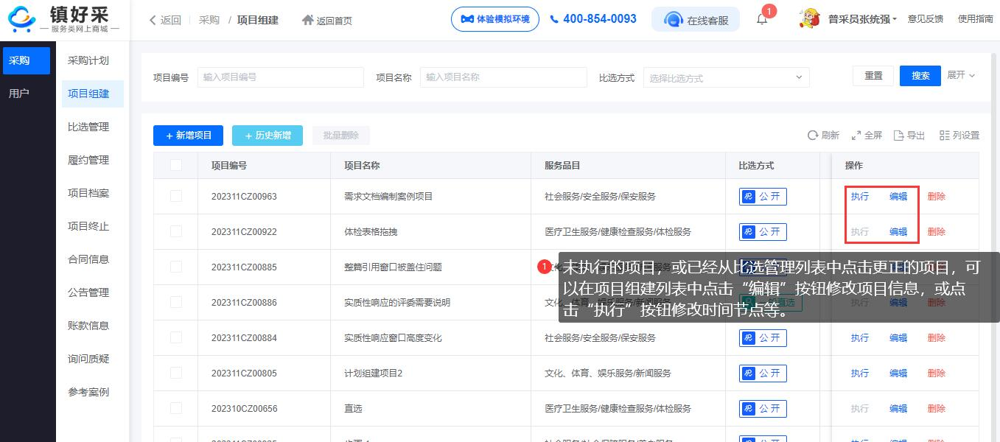 镇好采
服务类网上商城
返回 采购 / 项目组建 返回首页 体验模拟环境 400-854-0093 在线客服 1 普采员张统强 意见反馈 使用指南
采购
用户
采购计划
项目组建
比选管理
履约管理
项目档案
项目终止
合同信息
公告管理
账款信息
询问质疑
参考案例
项目编号 输入项目编号 项目名称 输入项目名称 比选方式 选择比选方式 重置 搜索 展开
+ 新增项目 + 历史新增 批量删除 刷新 全屏 导出 列设置
项目编号 项目名称 服务品目 比选方式 操作
202311CZ00963 需求文档编制案例项目 社会服务/安全服务/保安服务 公开 执行 编辑 删除
202311CZ00922 体检表格拖拽 医疗卫生服务/健康检查服务/体检服务 公开 执行 编辑 删除
202311CZ00885 整篇引用窗口被盖住问题
202311CZ00886 实质性响应的评委需要说明 文化、体育、娱乐服务/新闻服务 直选 执行 编辑 删除
1 未执行的项目，或已经从比选管理列表中点击更正的项目，可
以在项目组建列表中点击“编辑”按钮修改项目信息，或点
击“执行”按钮修改时间节点等。
202311CZ00884 实质性响应窗口高度变化 社会服务/安全服务/保安服务 公开 执行 编辑 删除
202311CZ00805 计划组建项目2 文化、体育、娱乐服务/新闻服务 公开 执行 编辑 删除
202310CZ00656 直选 医疗卫生服务/健康检查服务/体检服务 公开 执行 编辑 删除